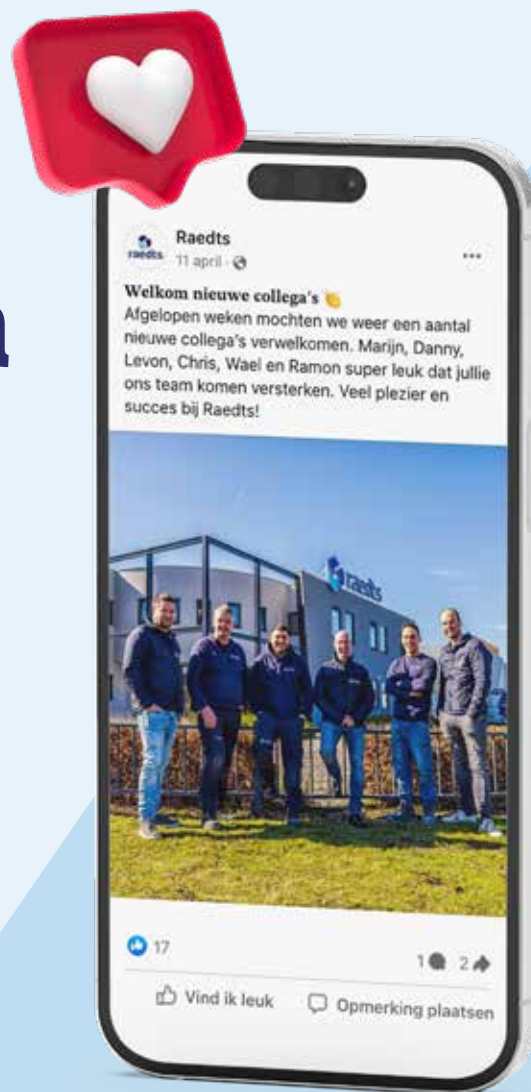 Raedts
raedts
11 april
Welkom nieuwe collega's 👏
Afgelopen weken mochten we weer een aantal
nieuwe collega's verwelkomen. Marijn, Danny,
Levon, Chris, Wael en Ramon super leuk dat jullie
ons team komen versterken. Veel plezier en
succes bij Raedts!
raedts
17
1 2
Vind ik leuk Opmerking plaatsen